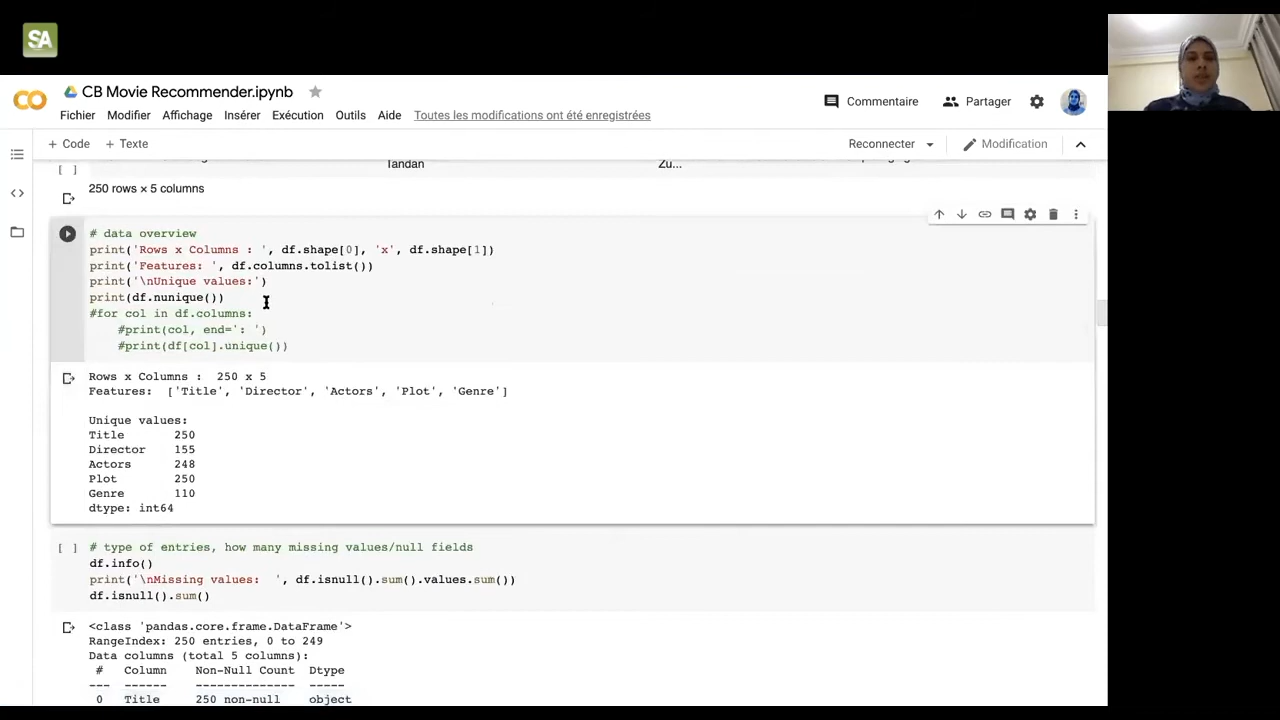 SA
CB Movie Recommender.ipynb
Commentaire
Partager
Fichier Modifier Affichage Insérer Exécution Outils Aide Toutes les modifications ont été enregistrées
+ Code + Texte
Reconnecter
Modification
[ ]
Tandan
Zu...
250 rows × 5 columns
# data overview
print('Rows x Columns : ', df.shape[0], 'x', df.shape[1])
print('Features: ', df.columns.tolist())
print('\nUnique values:')
print(df.nunique())
#for col in df.columns:
#print(col, end=': ')
#print(df[col].unique())
Rows x Columns :  250 x 5
Features:  ['Title', 'Director', 'Actors', 'Plot', 'Genre']
Unique values:
Title 250
Director 155
Actors 248
Plot 250
Genre 110
dtype: int64
[ ] # type of entries, how many missing values/null fields
df.info()
print('\nMissing values:  ', df.isnull().sum().values.sum())
df.isnull().sum()
<class 'pandas.core.frame.DataFrame'>
RangeIndex: 250 entries, 0 to 249
Data columns (total 5 columns):
# Column Non-Null Count Dtype
--- ------ -------------- -----
0 Title 250 non-null object